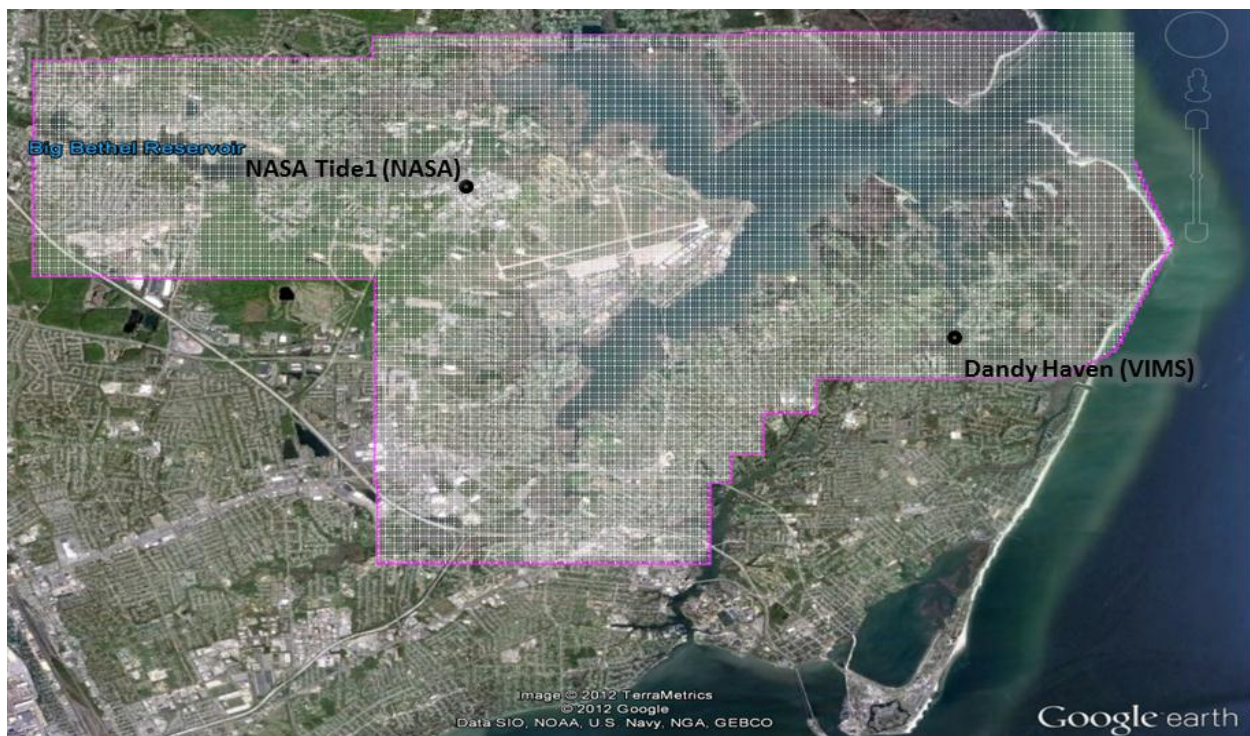 Big Bethel Reservoir
NASA Tide1 (NASA)
Dandy Haven (VIMS)
Image © 2012 TerraMetrics
© 2012 Google
Data SIO, NOAA, U.S. Navy, NGA, GEBCO
Google earth